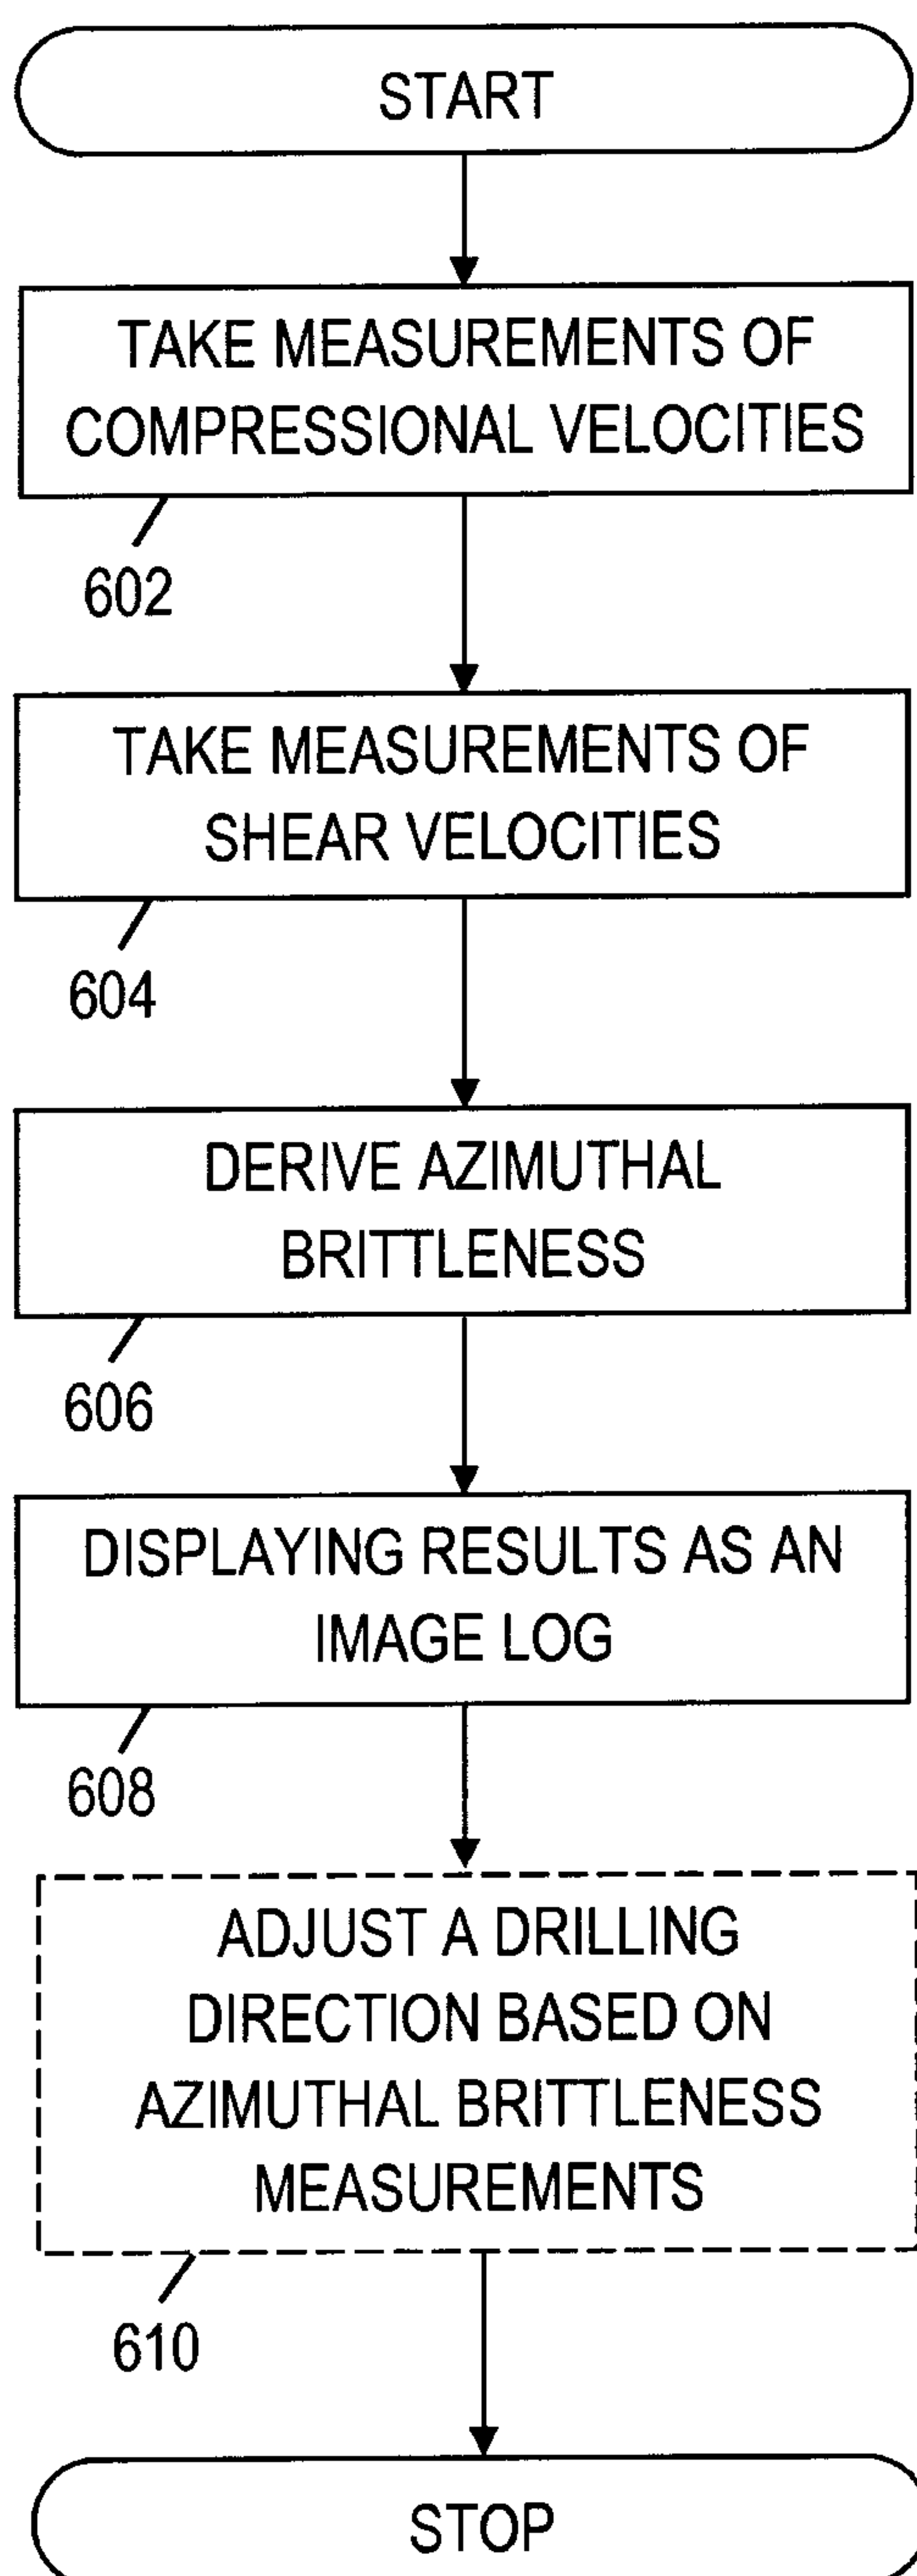 START
TAKE MEASUREMENTS OF
COMPRESSIONAL VELOCITIES
602
TAKE MEASUREMENTS OF
SHEAR VELOCITIES
604
DERIVE AZIMUTHAL
BRITTLENESS
606
DISPLAYING RESULTS AS AN
IMAGE LOG
608
ADJUST A DRILLING
DIRECTION BASED ON
AZIMUTHAL BRITTLENESS
MEASUREMENTS
610
STOP